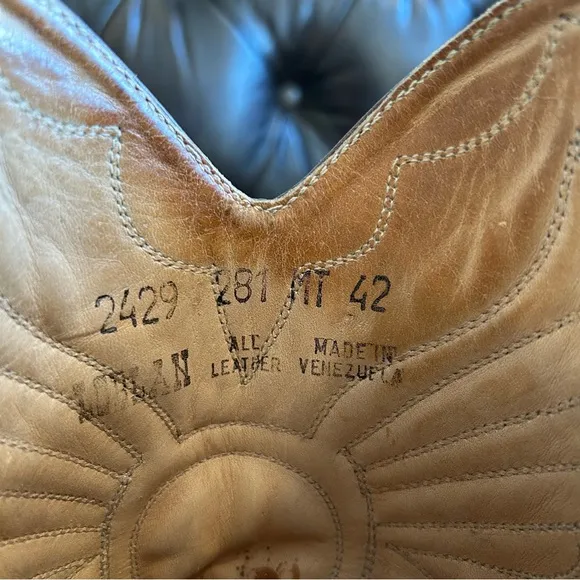 2429 281 MT 42
ALL
LEATHER
MADE IN
VENEZUELA